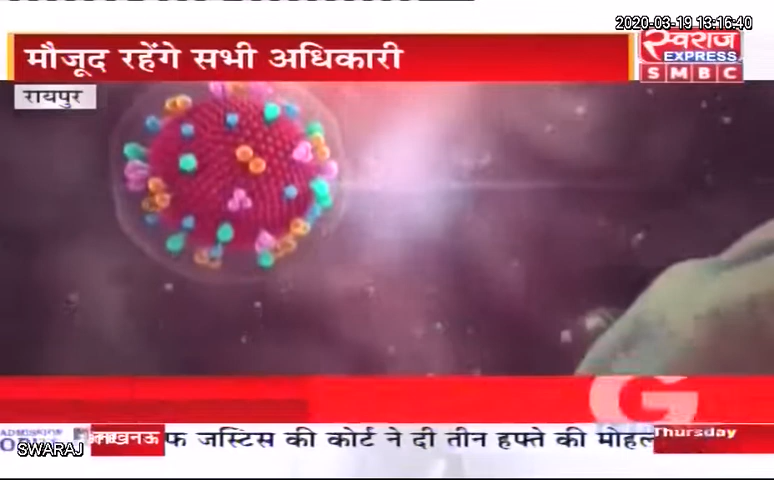 2020-03-19 13:16:40
मौजूद रहेंगे सभी अधिकारी
स्वराज
EXPRESS
SMBC
रायपुर
G
ADMISSION
लखनऊ
फ जस्टिस की कोर्ट ने दी तीन हफ्ते की मोहल
Thursday
SWARAJ